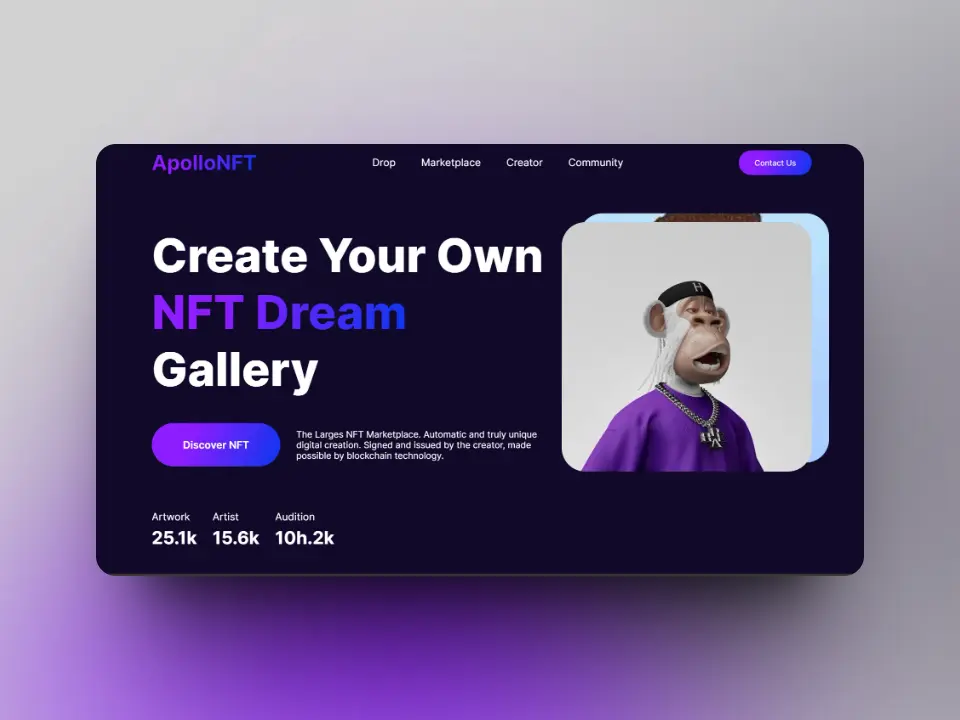 ApolloNFT
Drop Marketplace Creator Community
Contact Us
Create Your Own
NFT Dream
Gallery
Discover NFT
The Larges NFT Marketplace. Automatic and truly unique
digital creation. Signed and issued by the creator, made
possible by blockchain technology.
Artwork Artist Audition
25.1k 15.6k 10h.2k
H